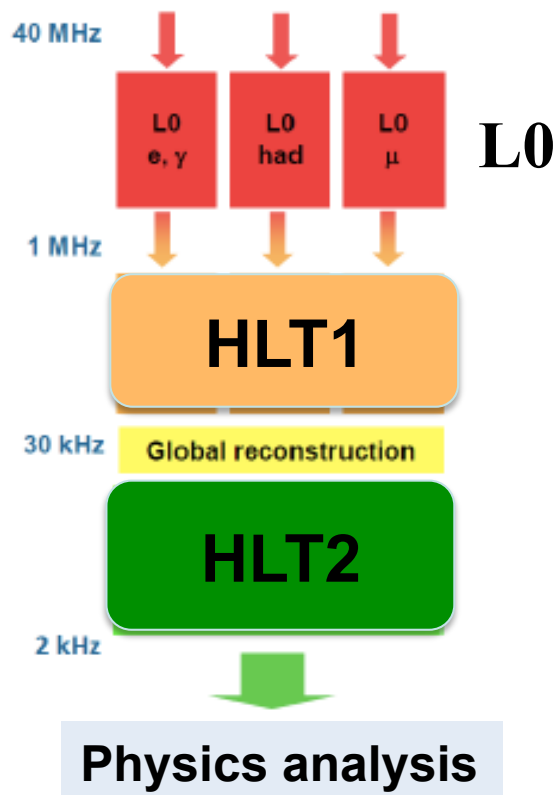 40 MHz
L0
e, γ
L0
had
L0
μ
L0
1 MHz
HLT1
30 kHz
Global reconstruction
HLT2
2 kHz
Physics analysis